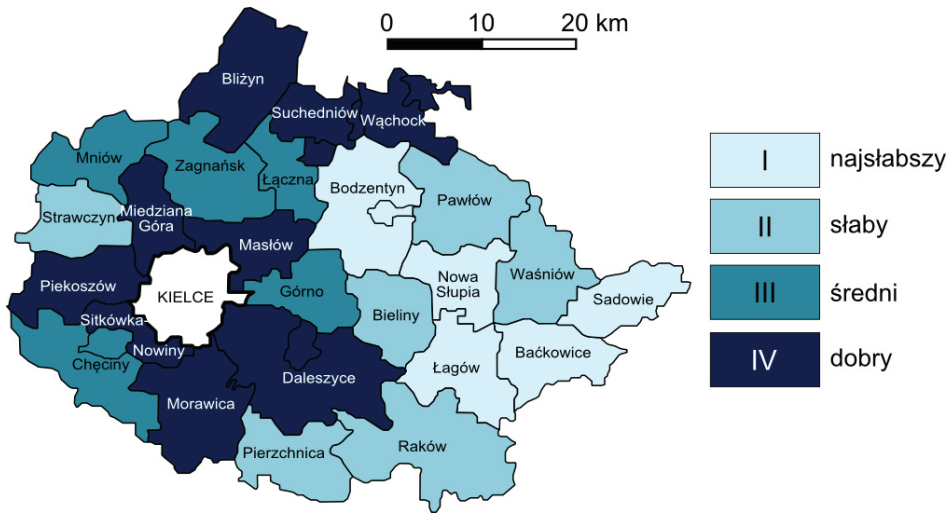 0 10 20 km
Bliżyn
Suchedniów
Wąchock
Mniów
Zagnańsk
Łączna
Bodzentyn
Pawłów
Strawczyn
Miedziana
Góra
Masłów
Nowa
Słupia
Waśniów
Sadowie
Piekoszów
KIELCE
Górno
Bieliny
Sitkówka-
Nowiny
Chęciny
Daleszyce
Łagów
Baćkowice
Morawica
Pierzchnica
Raków
I najsłabszy
II słaby
III średni
IV dobry